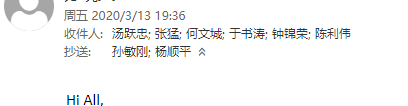 周五 2020/3/13 19:36
收件人: 汤跃忠; 张猛; 何文城; 于书涛; 钟锦荣; 陈利伟
抄送: 孙敏刚; 杨顺平
Hi All,